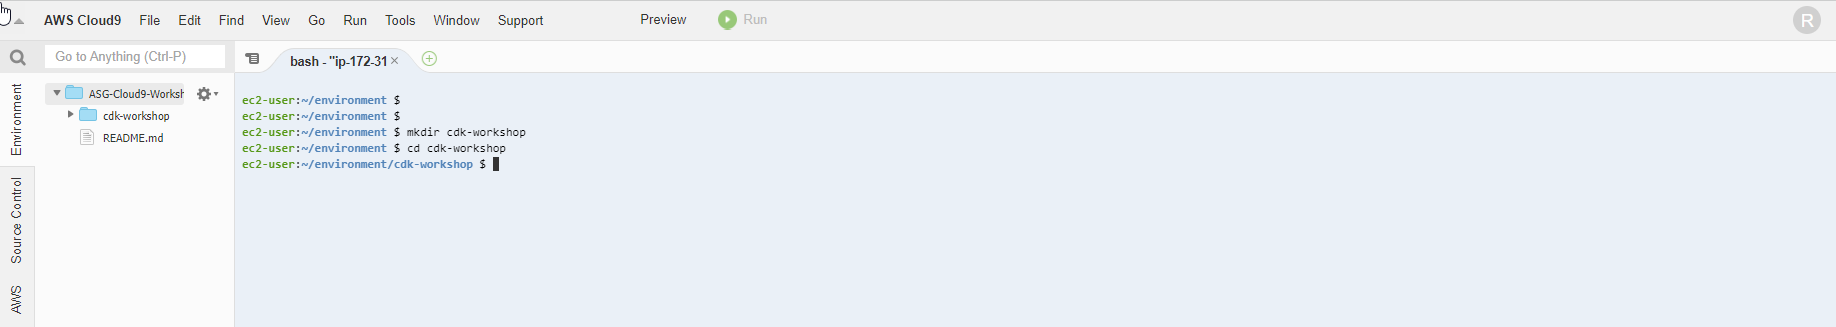 AWS Cloud9 File Edit Find View Go Run Tools Window Support Preview Run R
Go to Anything (Ctrl-P)
bash - "ip-172-31
Environment
Source Control
AWS
ASG-Cloud9-Worksh
cdk-workshop
README.md
ec2-user:~/environment $
ec2-user:~/environment $
ec2-user:~/environment $ mkdir cdk-workshop
ec2-user:~/environment $ cd cdk-workshop
ec2-user:~/environment/cdk-workshop $